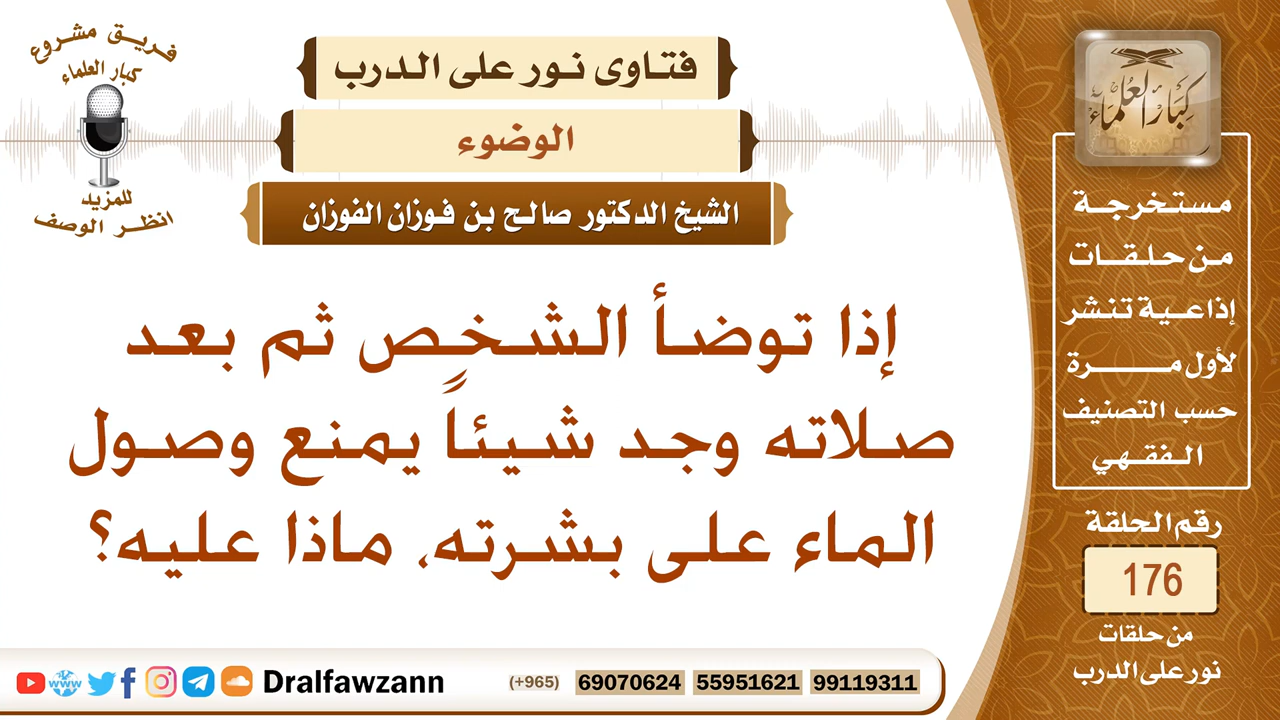 فريق مشروع
كبار العلماء
للمزيد
انظر الوصف
فتاوى نور على الدرب
الوضوء
الشيخ الدكتور صالح بن فوزان الفوزان
إذا توضأ الشخص ثم بعد
صلاته وجد شيئاً يمنع وصول
الماء على بشرته، ماذا عليه؟
كبار العلماء
مستخرجة
من حلقات
إذاعية تنشر
لأول مرة
حسب التصنيف
الفقهي
رقم الحلقة
176
من حلقات
نور على الدرب
Dralfawzann (+965) 69070624 55951621 99119311